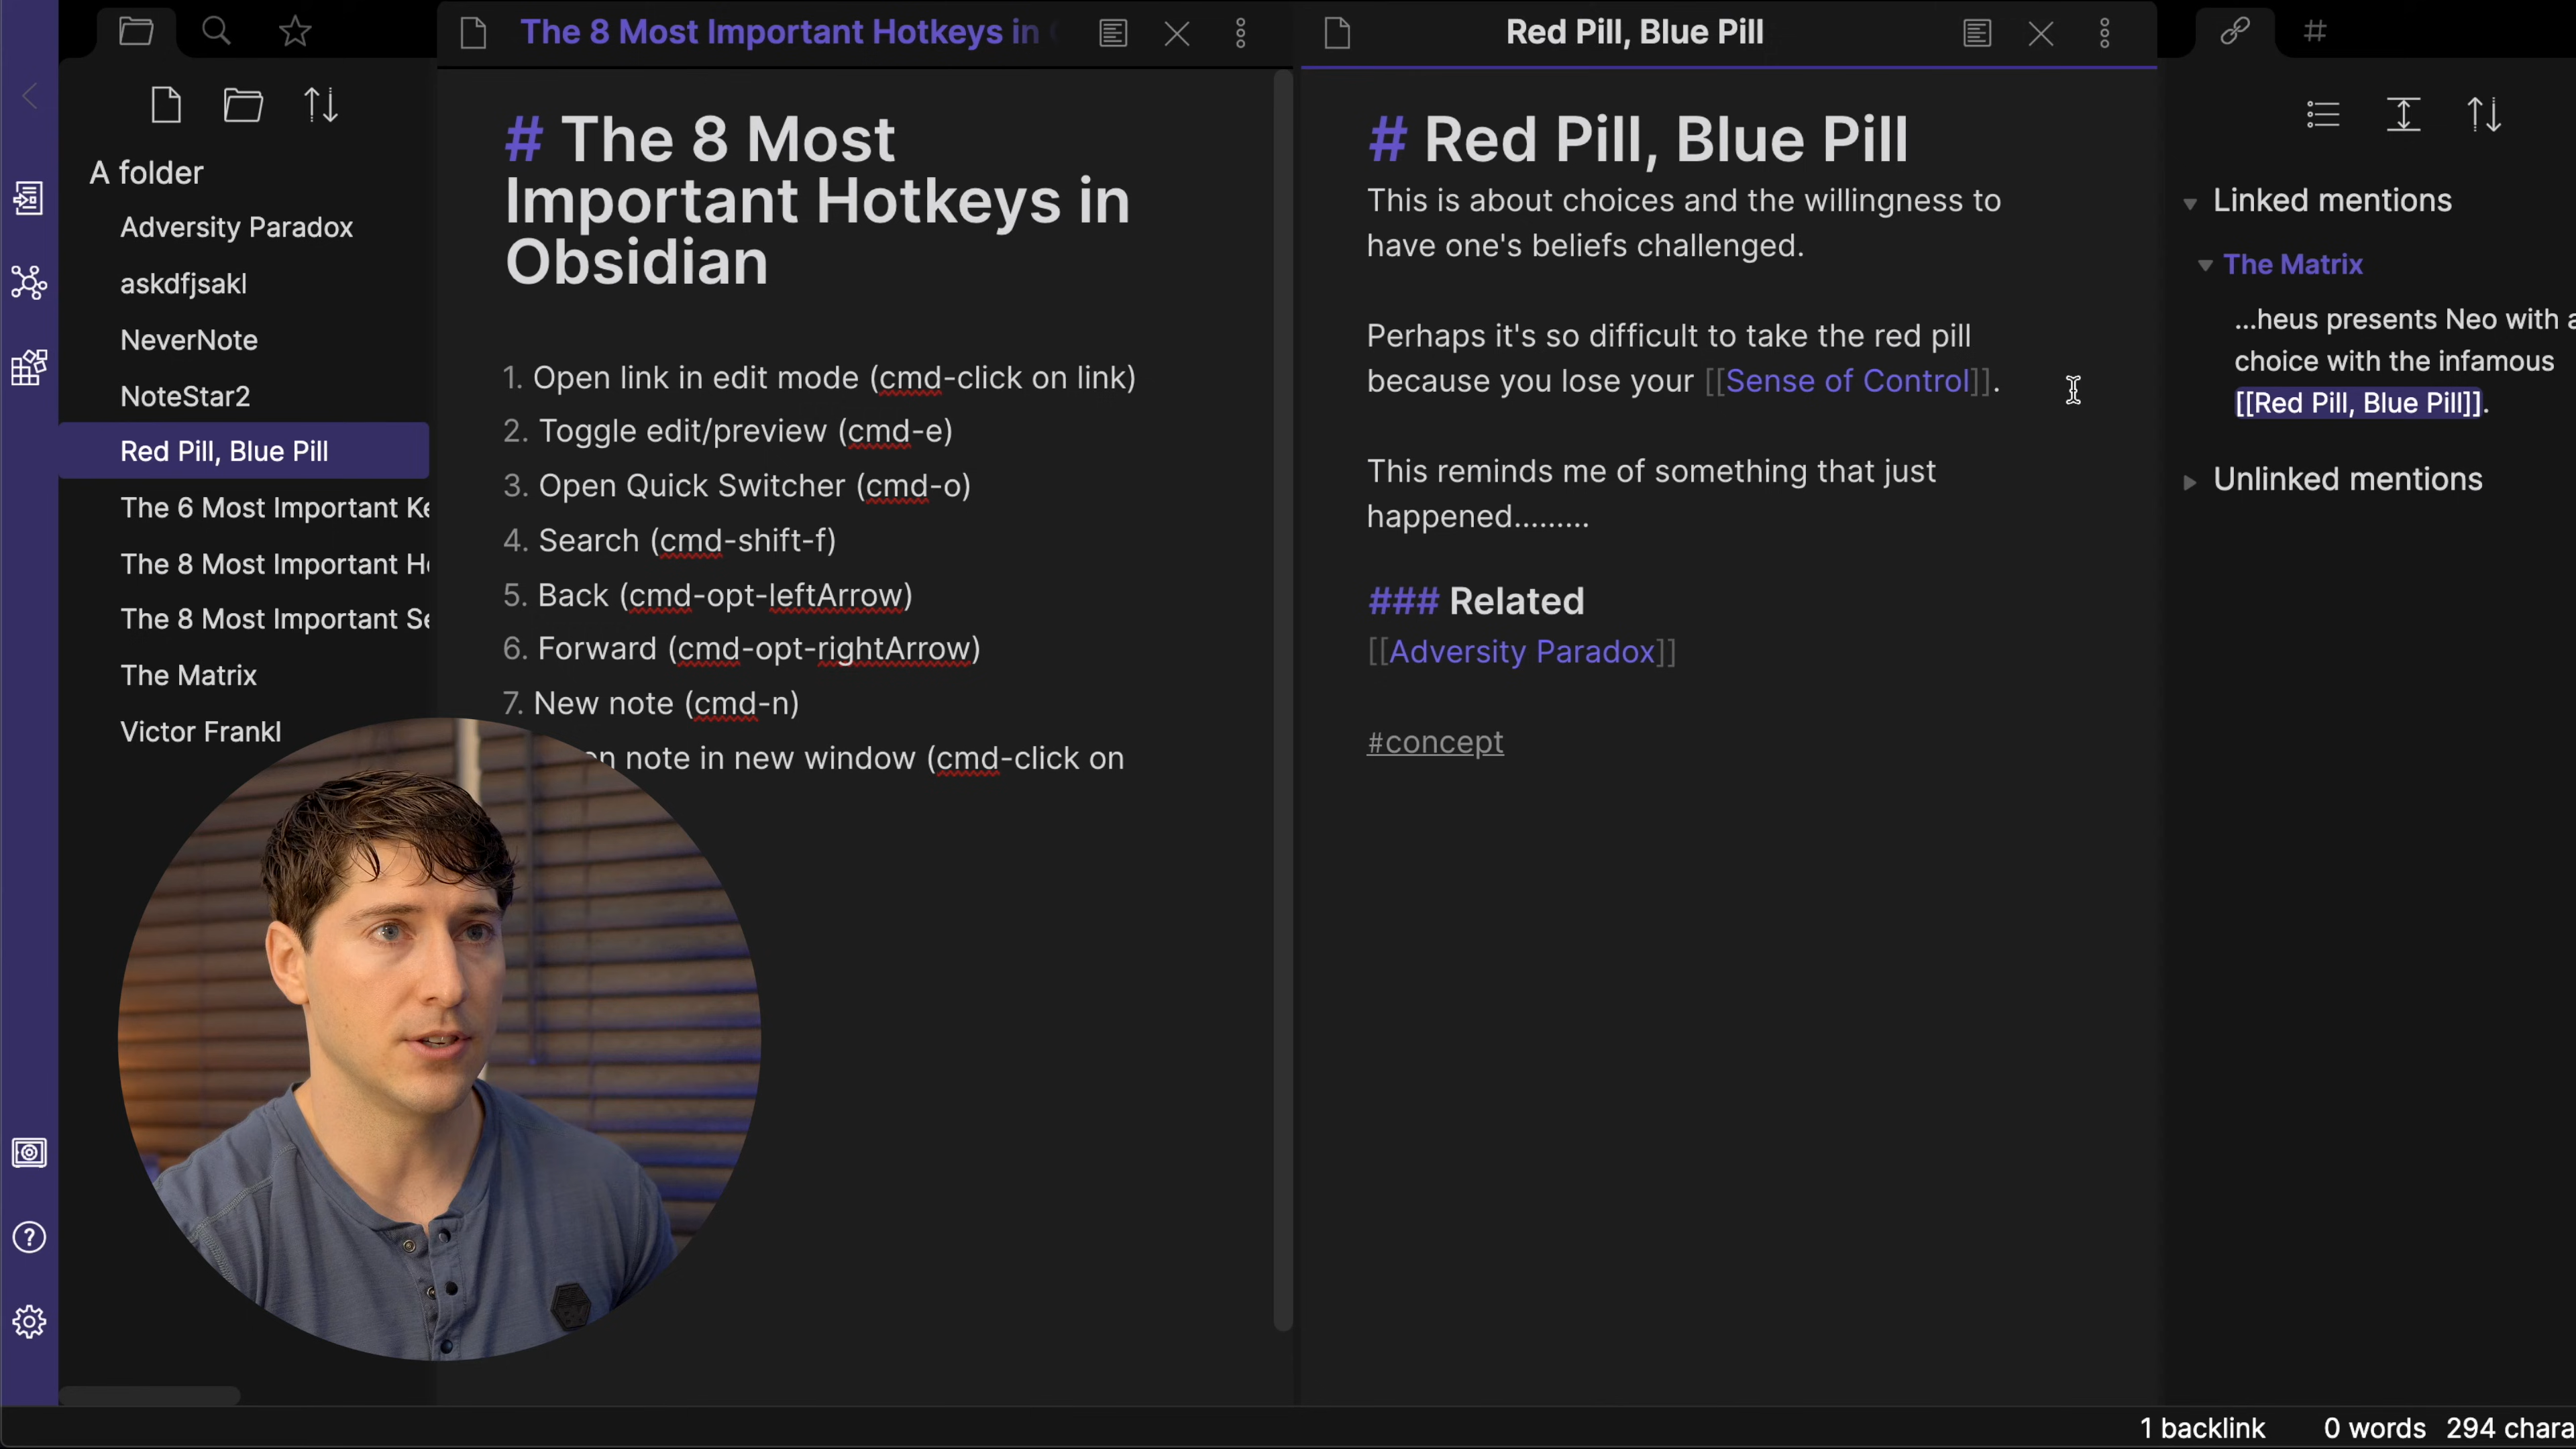 The 8 Most Important Hotkeys in
Red Pill, Blue Pill
A folder
Adversity Paradox
askdfjsakl
NeverNote
NoteStar2
Red Pill, Blue Pill
The 6 Most Important Ke
The 8 Most Important H
The 8 Most Important Se
The Matrix
Victor Frankl
# The 8 Most
Important Hotkeys in
Obsidian
1. Open link in edit mode (cmd-click on link)
2. Toggle edit/preview (cmd-e)
3. Open Quick Switcher (cmd-o)
4. Search (cmd-shift-f)
5. Back (cmd-opt-leftArrow)
6. Forward (cmd-opt-rightArrow)
7. New note (cmd-n)
note in new window (cmd-click on
# Red Pill, Blue Pill
This is about choices and the willingness to
have one's beliefs challenged.
Perhaps it's so difficult to take the red pill
because you lose your [[Sense of Control]].
This reminds me of something that just
happened.........
### Related
[[Adversity Paradox]]
#concept
Linked mentions
The Matrix
...heus presents Neo with a
choice with the infamous
[[Red Pill, Blue Pill]].
Unlinked mentions
1 backlink
0 words
294 chara